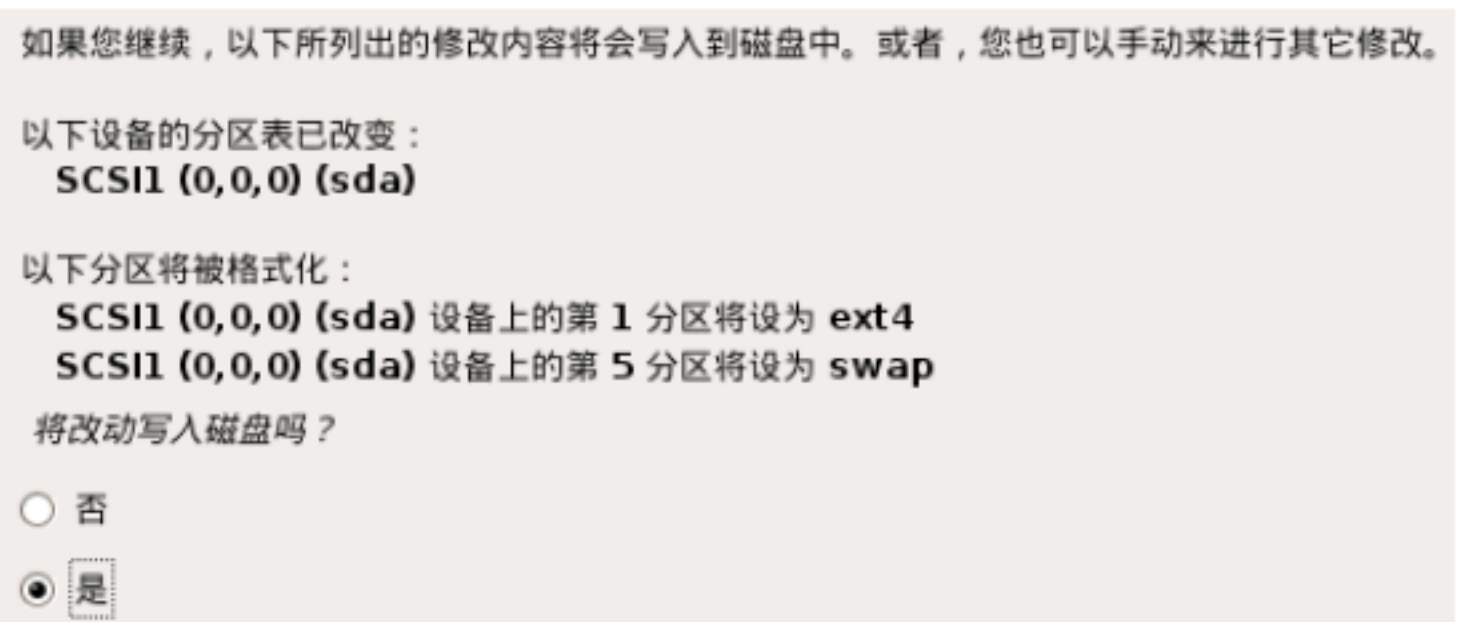 如果您继续，以下所列出的修改内容将会写入到磁盘中。或者，您也可以手动来进行其它修改。
以下设备的分区表已改变：
SCSI1 (0,0,0) (sda)
以下分区将被格式化：
SCSI1 (0,0,0) (sda) 设备上的第 1 分区将设为 ext4
SCSI1 (0,0,0) (sda) 设备上的第 5 分区将设为 swap
将改动写入磁盘吗？
否
是